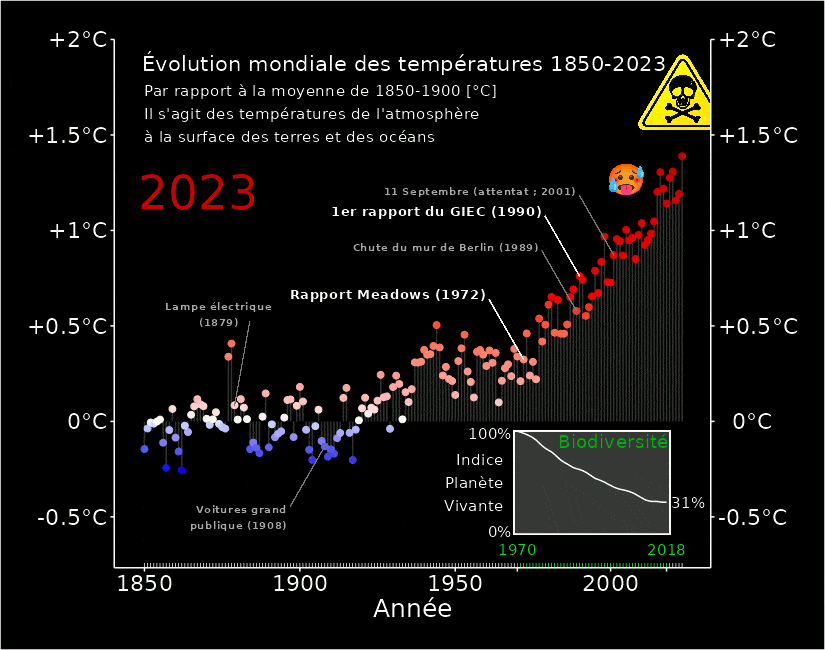 +2°C
+2°C
Évolution mondiale des températures 1850-2023
Par rapport à la moyenne de 1850-1900 [°C]
Il s'agit des températures de l'atmosphère
à la surface des terres et des océans
+1.5°C
+1.5°C
2023
11 Septembre (attentat ; 2001)
1er rapport du GIEC (1990)
+1°C
+1°C
Chute du mur de Berlin (1989)
Rapport Meadows (1972)
Lampe électrique
(1879)
+0.5°C
+0.5°C
0°C
0°C
100%
Biodiversité
Indice
Planète
Vivante
31%
0%
1970
2018
Voitures grand
publique (1908)
-0.5°C
-0.5°C
1850
1900
1950
2000
Année